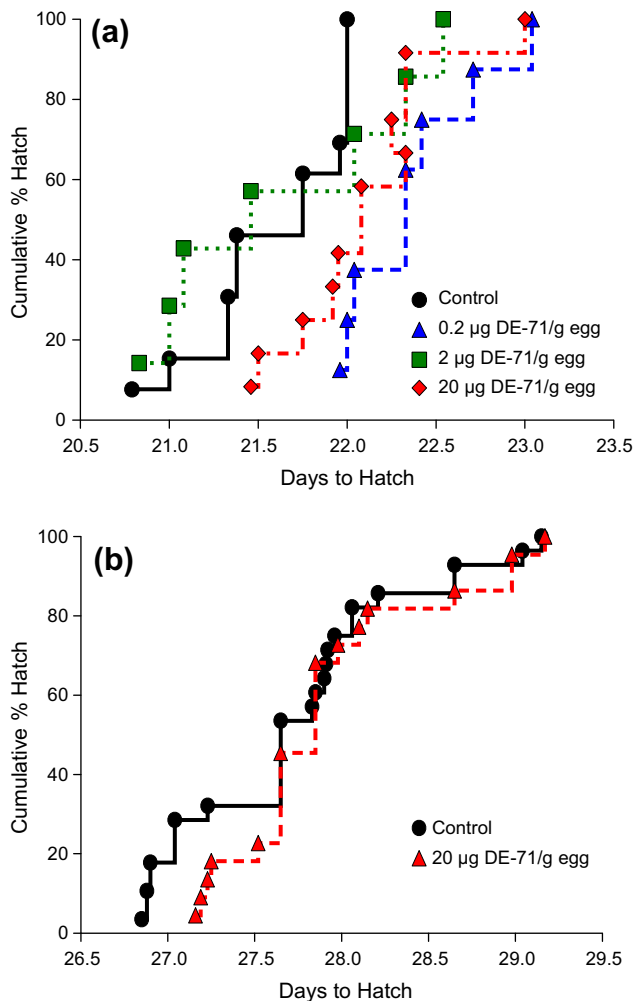 (a)
100
80
60
40
20
0
Cumulative % Hatch
Control
0.2 µg DE-71/g egg
2 µg DE-71/g egg
20 µg DE-71/g egg
20.5 21.0 21.5 22.0 22.5 23.0 23.5
Days to Hatch
(b)
100
80
60
40
20
0
Cumulative % Hatch
Control
20 µg DE-71/g egg
26.5 27.0 27.5 28.0 28.5 29.0 29.5
Days to Hatch